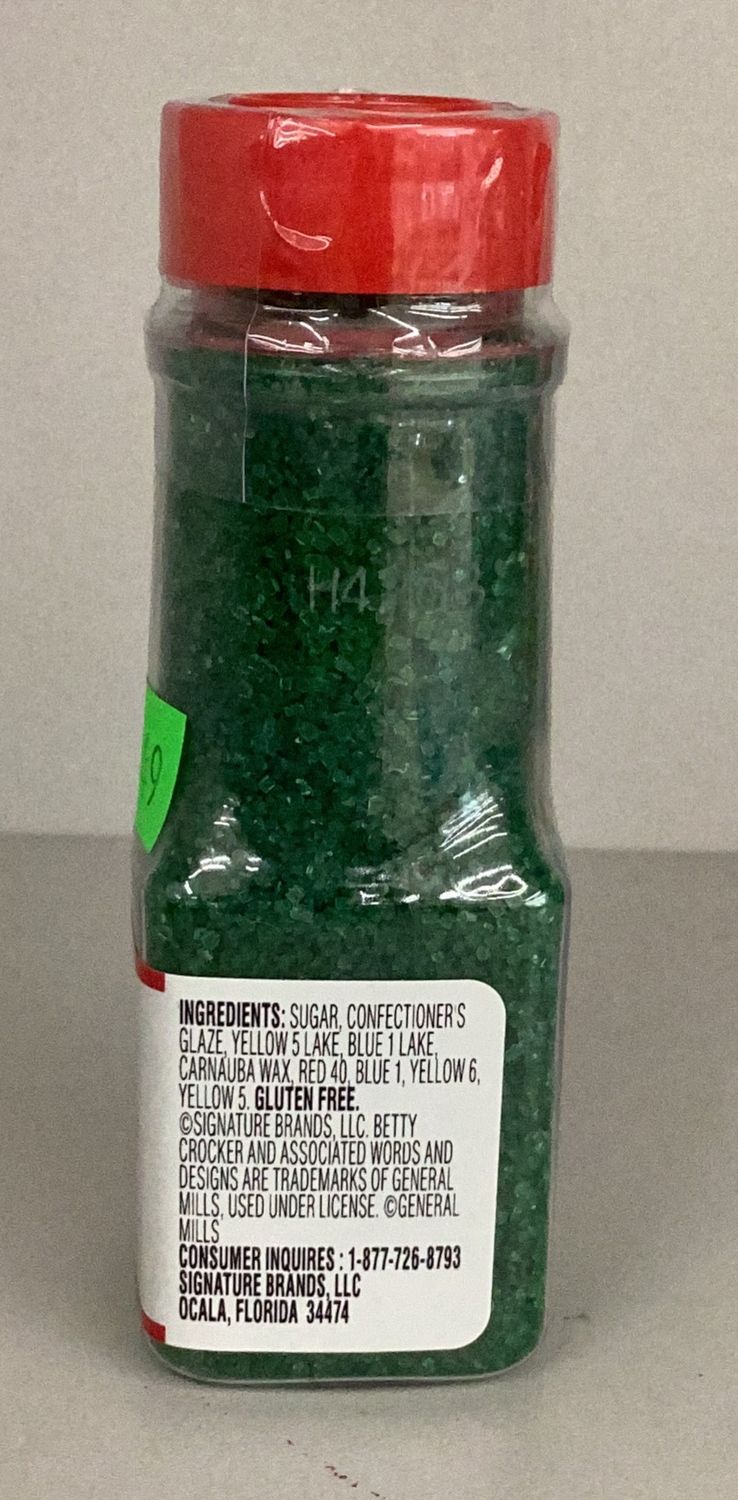 H4
69
INGREDIENTS: SUGAR, CONFECTIONER'S
GLAZE, YELLOW 5 LAKE, BLUE 1 LAKE,
CARNAUBA WAX, RED 40, BLUE 1, YELLOW 6,
YELLOW 5. GLUTEN FREE.
©SIGNATURE BRANDS, LLC. BETTY
CROCKER AND ASSOCIATED WORDS AND
DESIGNS ARE TRADEMARKS OF GENERAL
MILLS, USED UNDER LICENSE. ©GENERAL
MILLS
CONSUMER INQUIRES : 1-877-726-8793
SIGNATURE BRANDS, LLC
OCALA, FLORIDA 34474